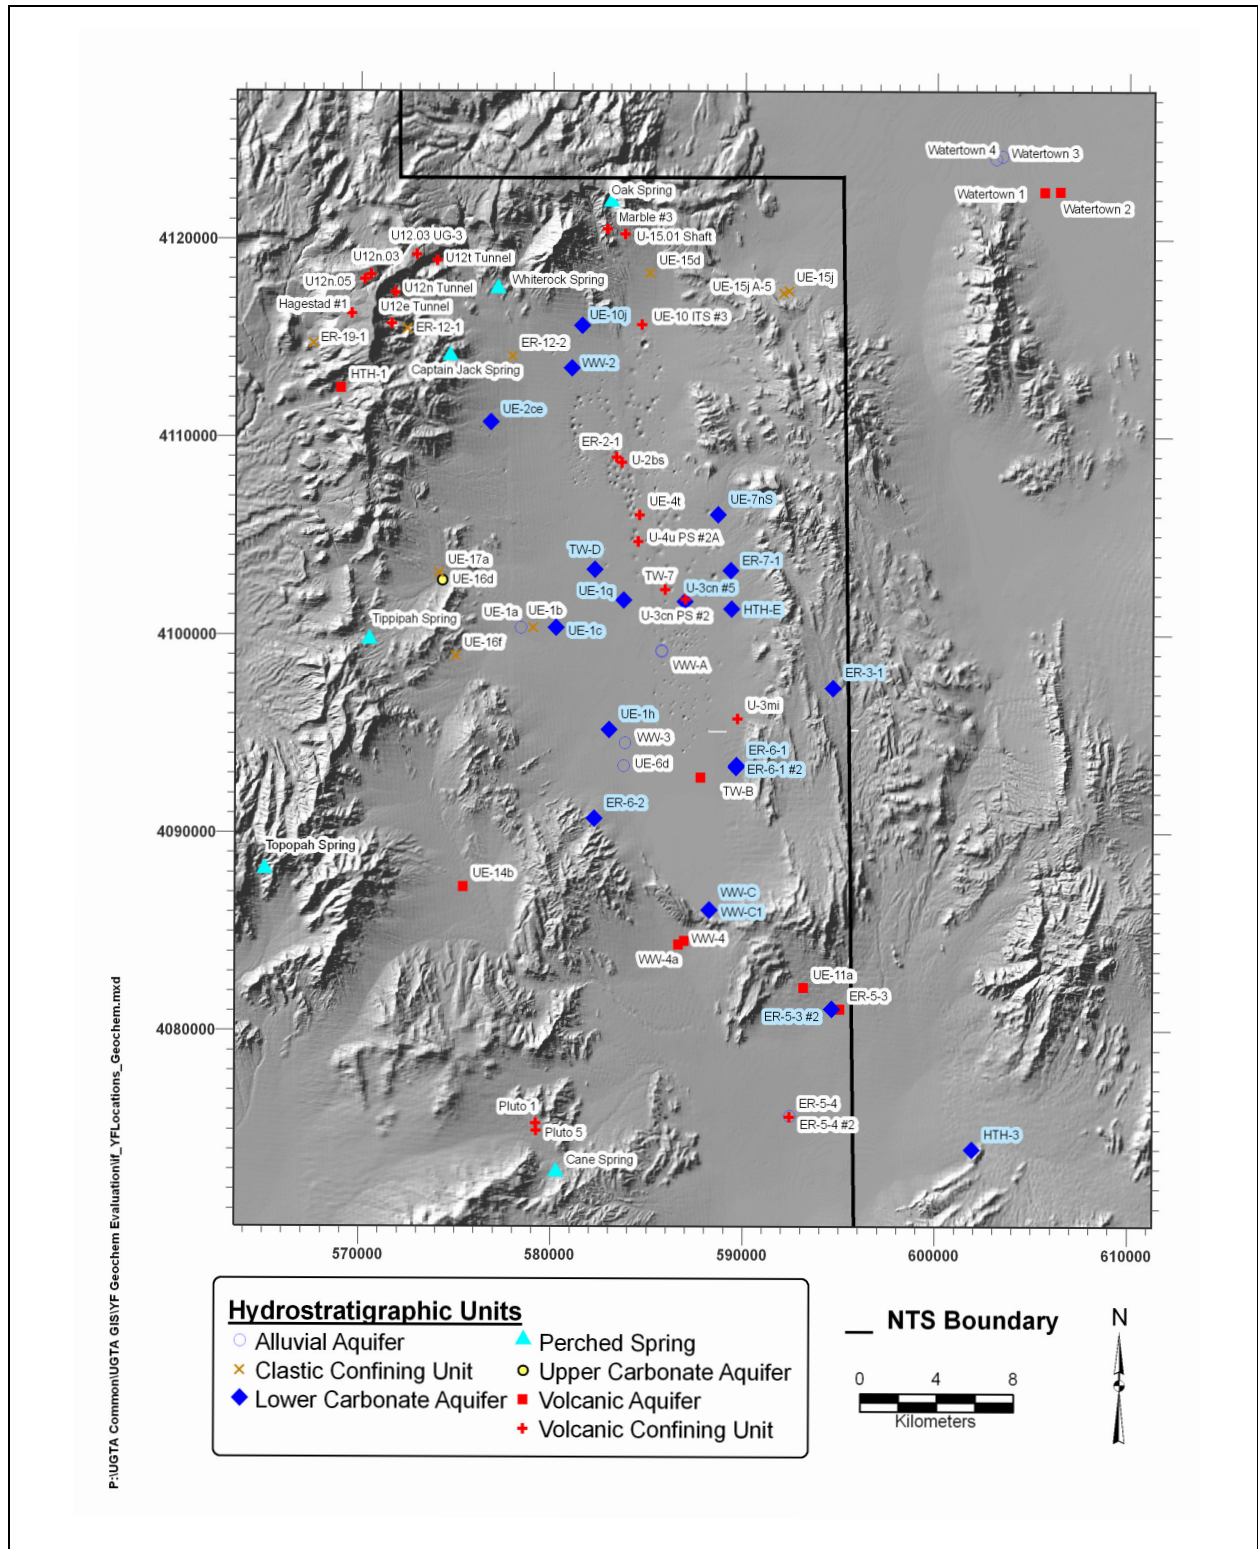 Watertown 4
Watertown 3
Watertown 1
Watertown 2
Oak Spring
Marble #3
U-15.01 Shaft
U12.03 UG-3
4120000
U12n.03
U12t Tunnel
UE-15d
U12n.05
Whiterock Spring
UE-15j A-5
UE-15j
U12n Tunnel
Hagestad #1
U12e Tunnel
UE-10j
UE-10 ITS #3
ER-19-1
ER-12-1
ER-12-2
WW-2
Captain Jack Spring
HTH-1
UE-2ce
4110000
ER-2-1
U-2bs
UE-4t
UE-7nS
U-4u PS #2A
TW-D
UE-17a
UE-16d
ER-7-1
TW-7
UE-1q
U-3cn #5
U-3cn PS #2
HTH-E
Tippipah Spring
UE-1a
UE-1b
UE-1c
4100000
UE-16f
WW-A
ER-3-1
UE-1h
U-3mi
WW-3
ER-6-1
UE-6d
ER-6-1 #2
TW-B
ER-6-2
4090000
Topopah Spring
UE-14b
WW-C
WW-C1
WW-4
WW-4a
UE-11a
ER-5-3
ER-5-3 #2
4080000
ER-5-4
ER-5-4 #2
Pluto 1
Pluto 5
HTH-3
Cane Spring
570000
580000
590000
600000
610000
P:\UGTA Common\UGTA GIS\YF Geochem Evaluation\if_YFLocations_Geochem.mxd
Hydrostratigraphic Units
Alluvial Aquifer
Clastic Confining Unit
Lower Carbonate Aquifer
Perched Spring
Upper Carbonate Aquifer
Volcanic Aquifer
Volcanic Confining Unit
NTS Boundary
0 4 8
Kilometers
N